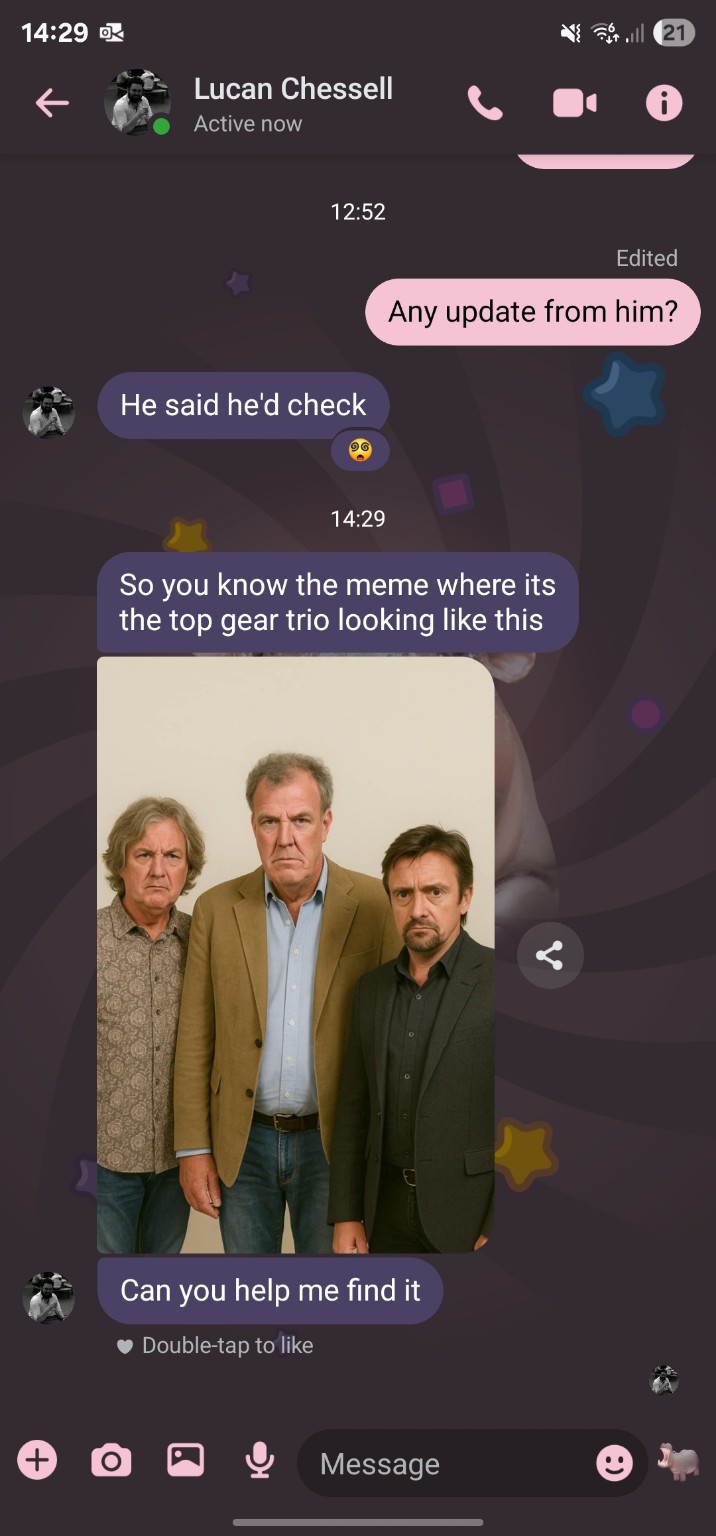 14:29
6
21
Lucan Chessell
Active now
12:52
Edited
Any update from him?
He said he'd check
14:29
So you know the meme where its
the top gear trio looking like this
Can you help me find it
Double-tap to like
Message